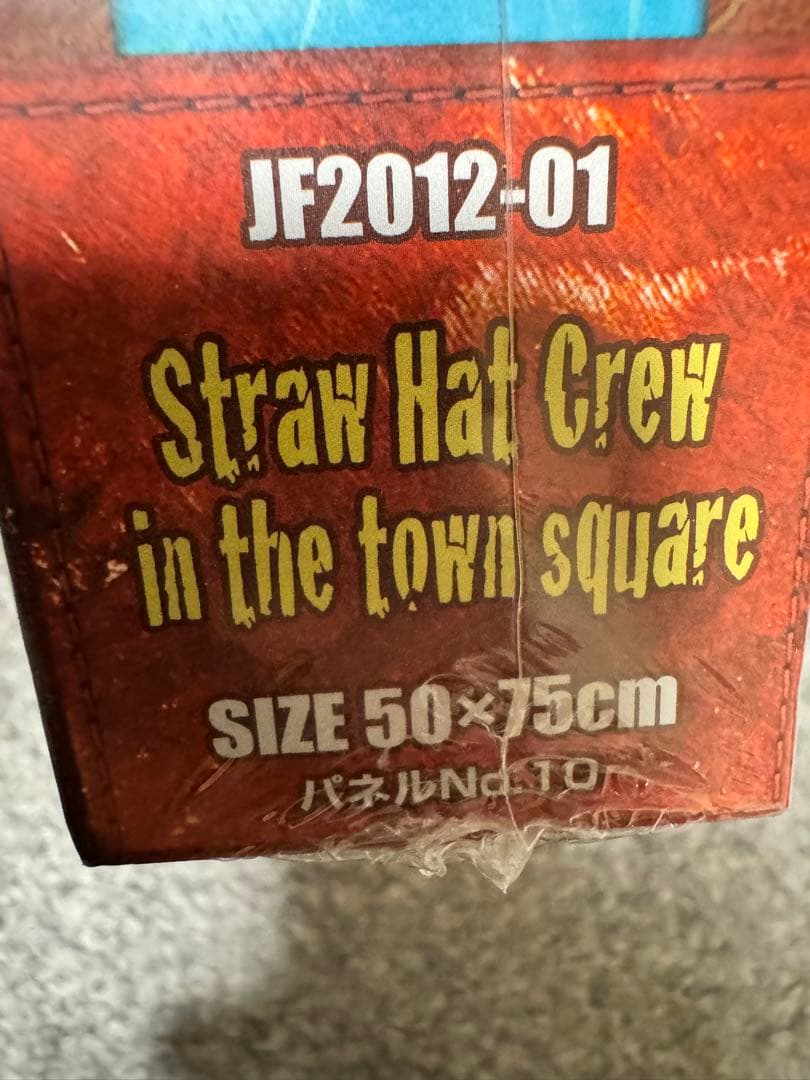 JF2012-01
Straw Hat Crew
in the town square
SIZE 50×75cm
パネルNo.10